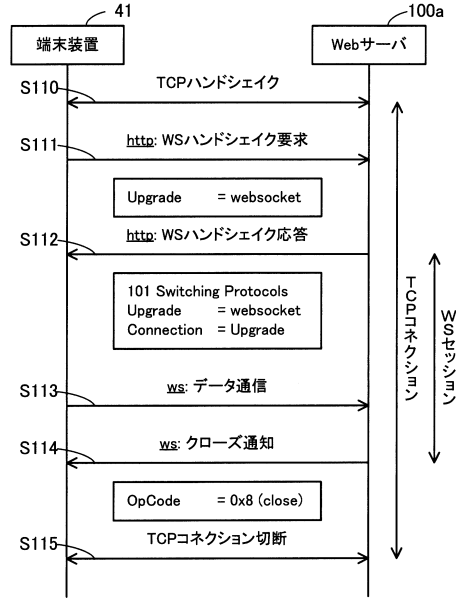 41
100a
端末装置
Webサーバ
S110
TCPハンドシェイク
S111
http: WSハンドシェイク要求
Upgrade = websocket
S112
http: WSハンドシェイク応答
101 Switching Protocols
Upgrade = websocket
Connection = Upgrade
TCPコネクション
WSセッション
S113
ws: データ通信
S114
ws: クローズ通知
OpCode = 0x8 (close)
S115
TCPコネクション切断